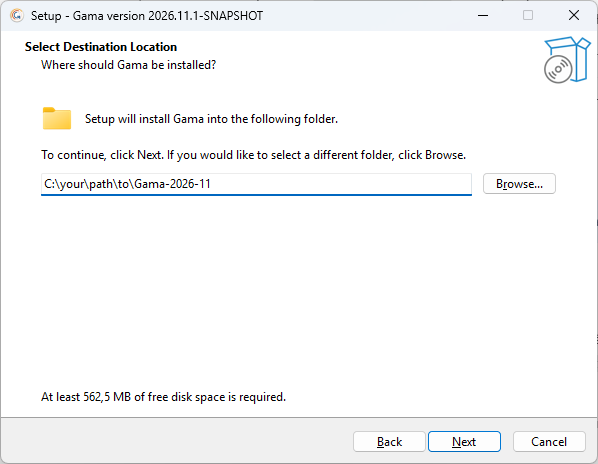 Setup - Gama version 2026.11.1-SNAPSHOT
Select Destination Location
Where should Gama be installed?
Setup will install Gama into the following folder.
To continue, click Next. If you would like to select a different folder, click Browse.
C:\your\path\to\Gama-2026-11
Browse...
At least 562,5 MB of free disk space is required.
Back
Next
Cancel